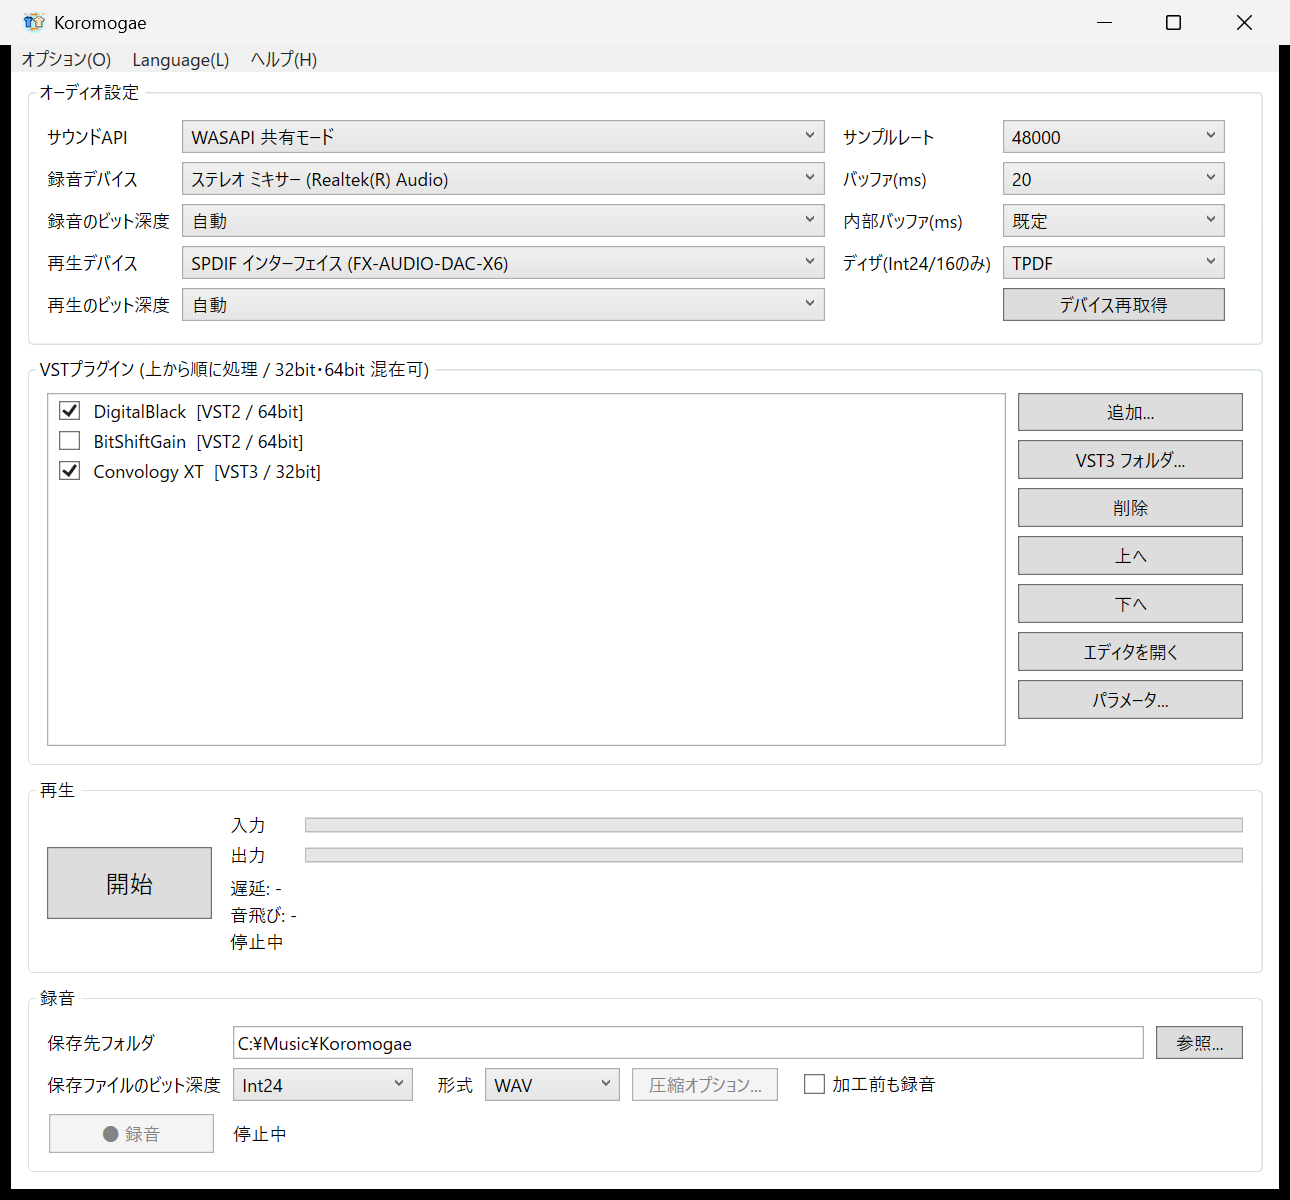 Koromogae
オプション(O) Language(L) ヘルプ(H)
オーディオ設定
サウンドAPI WASAPI 共有モード サンプルレート 48000
録音デバイス ステレオ ミキサー (Realtek(R) Audio) バッファ(ms) 20
録音のビット深度 自動 内部バッファ(ms) 既定
再生デバイス SPDIF インターフェイス (FX-AUDIO-DAC-X6) ディザ(Int24/16のみ) TPDF
再生のビット深度 自動 デバイス再取得
VSTプラグイン (上から順に処理 / 32bit・64bit 混在可)
DigitalBlack [VST2 / 64bit]
BitShiftGain [VST2 / 64bit]
Convology XT [VST3 / 32bit]
追加...
VST3 フォルダ...
削除
上へ
下へ
エディタを開く
パラメータ...
再生
開始
入力
出力
遅延: -
音飛び: -
停止中
録音
保存先フォルダ C:¥Music¥Koromogae 参照...
保存ファイルのビット深度 Int24 形式 WAV 圧縮オプション... 加工前も録音
● 録音 停止中